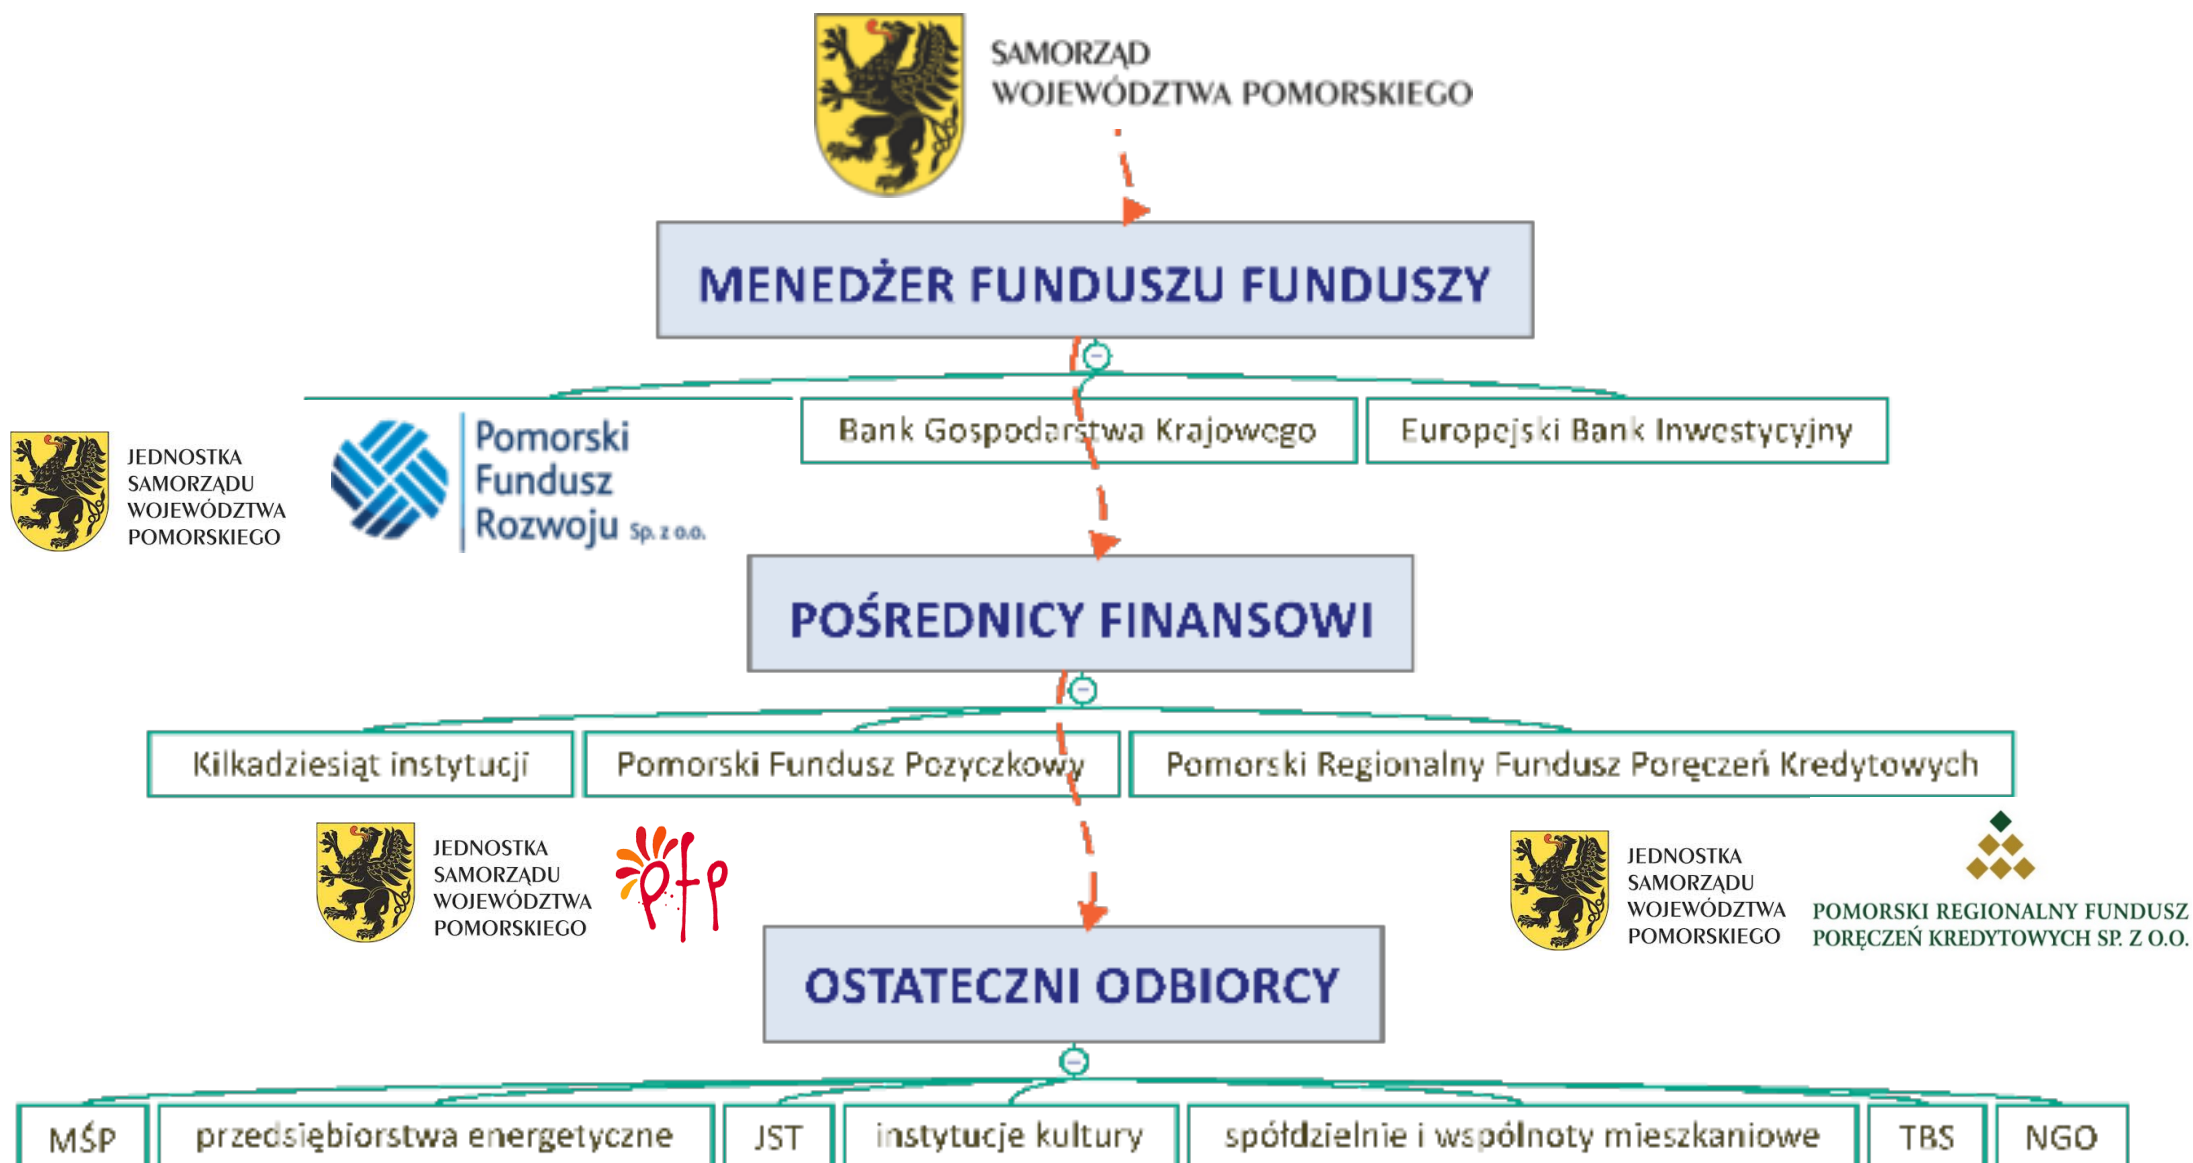 SAMORZĄD
WOJEWÓDZTWA POMORSKIEGO
MENEDŻER FUNDUSZU FUNDUSZY
JEDNOSTKA
SAMORZĄDU
WOJEWÓDZTWA
POMORSKIEGO
Pomorski
Fundusz
Rozwoju Sp. z o.o.
Bank Gospodarstwa Krajowego
Europejski Bank Inwestycyjny
POŚREDNICY FINANSOWI
Kilkadziesiąt instytucji
Pomorski Fundusz Pozyczkowy
Pomorski Regionalny Fundusz Poręczeń Kredytowych
JEDNOSTKA
SAMORZĄDU
WOJEWÓDZTWA
POMORSKIEGO
pfp
JEDNOSTKA
SAMORZĄDU
WOJEWÓDZTWA
POMORSKIEGO
POMORSKI REGIONALNY FUNDUSZ
PORĘCZEŃ KREDYTOWYCH SP. Z O.O.
OSTATECZNI ODBIORCY
MŚP
przedsiębiorstwa energetyczne
JST
instytucje kultury
spółdzielnie i wspólnoty mieszkaniowe
TBS
NGO